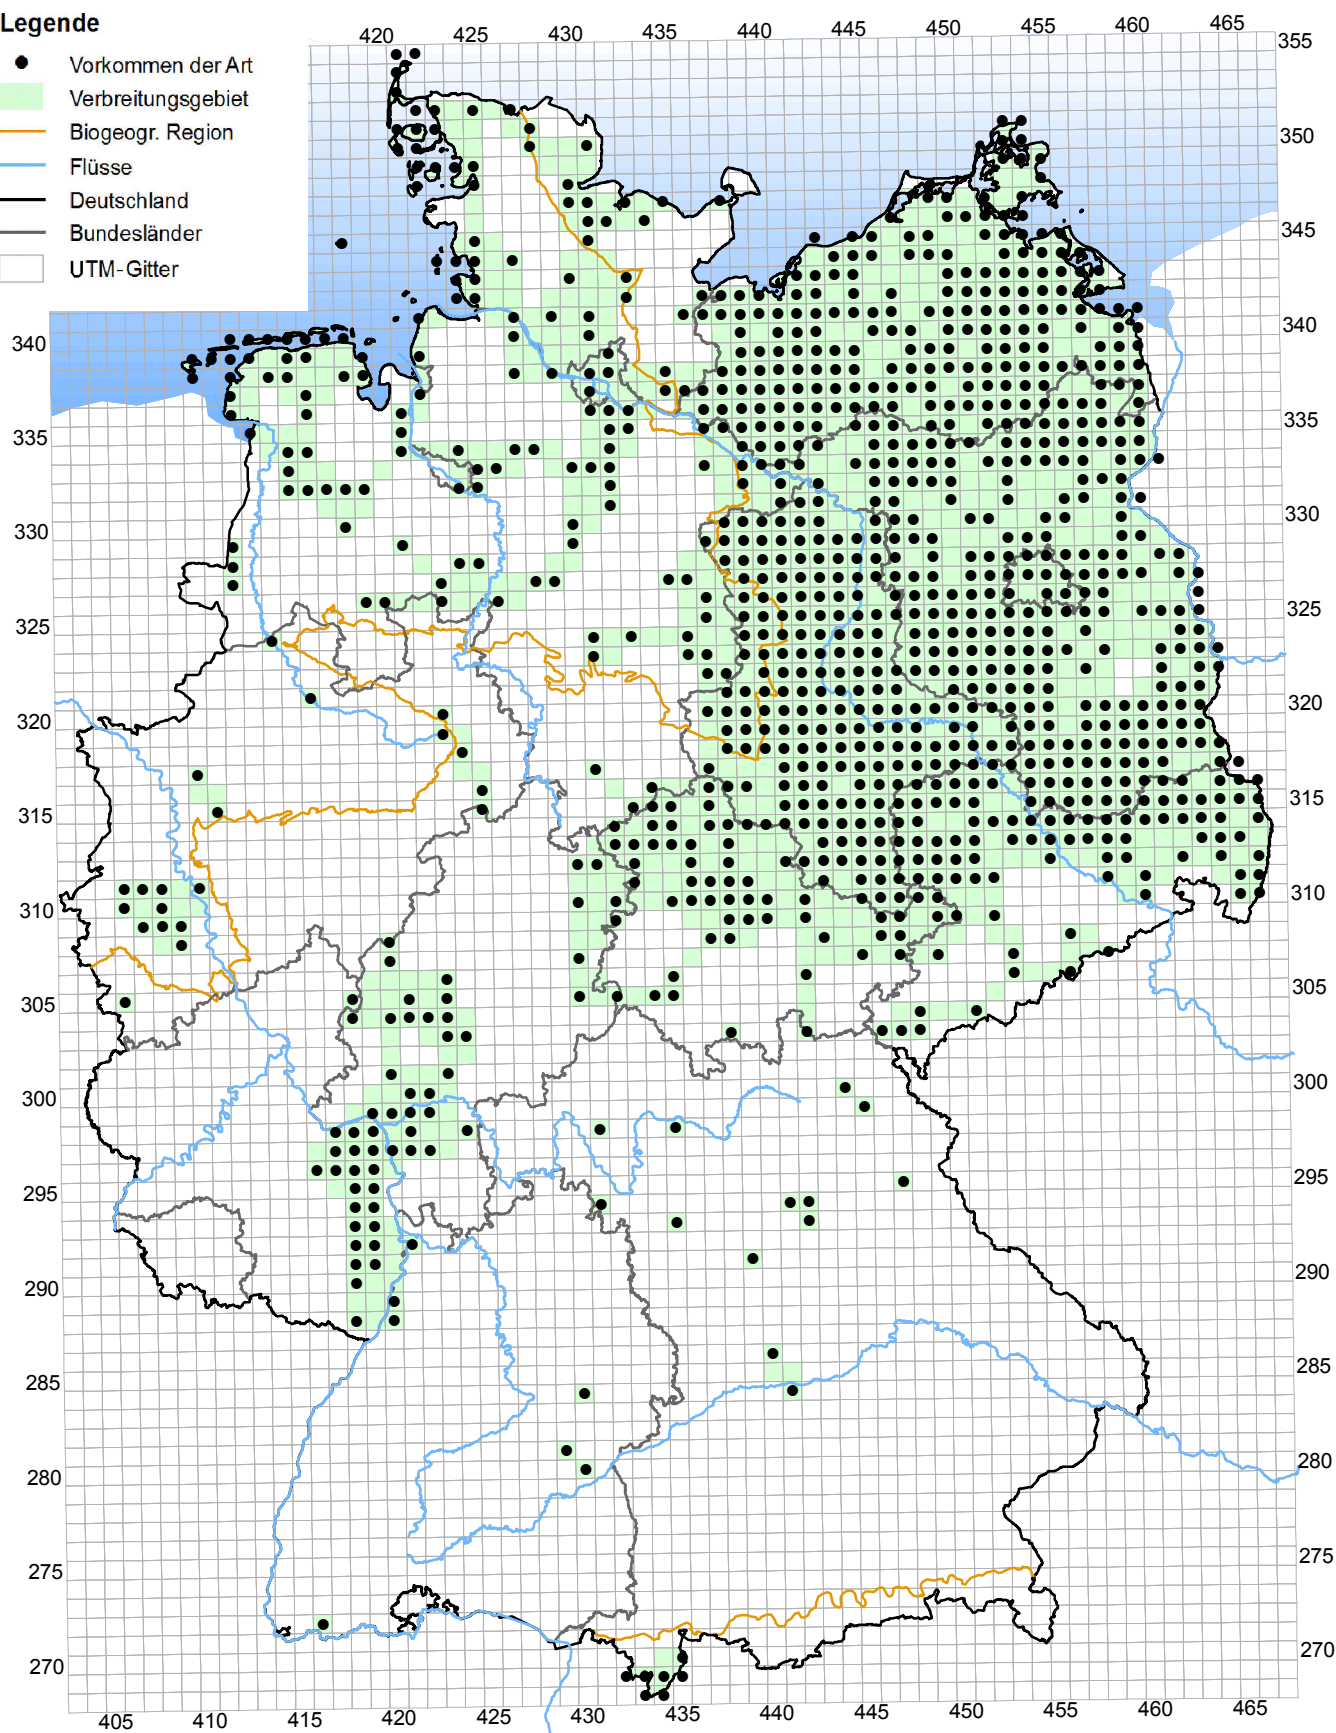 Legende
Vorkommen der Art
Verbreitungsgebiet
Biogeogr. Region
Flüsse
Deutschland
Bundesländer
UTM-Gitter
420 425 430 435 440 445 450 455 460 465
355
350
345
340 340
335 335
330 330
325 325
320 320
315 315
310 310
305 305
300 300
295 295
290 290
285 285
280 280
275 275
270 270
405 410 415 420 425 430 435 440 445 450 455 460 465